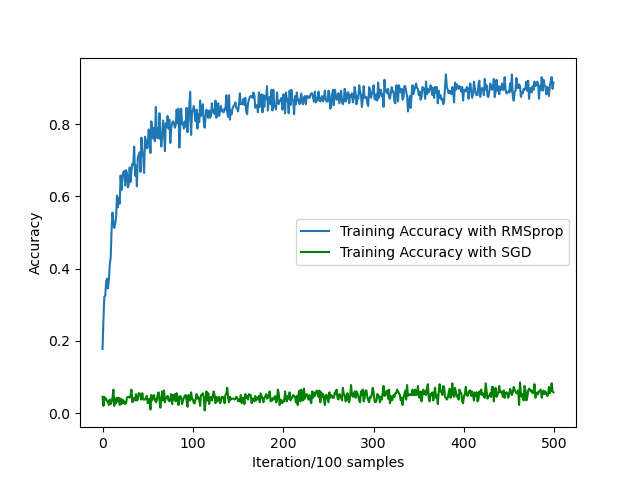 0.8
0.6
0.4
0.2
0.0
Accuracy
Training Accuracy with RMSprop
Training Accuracy with SGD
0 100 200 300 400 500
Iteration/100 samples